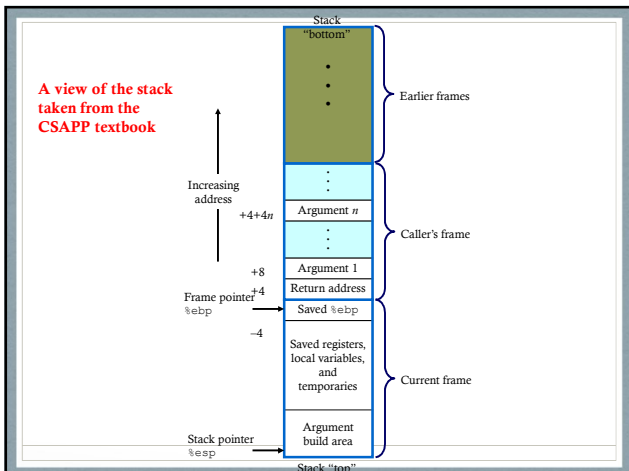 Stack
“bottom”
A view of the stack
taken from the
CSAPP textbook
Earlier frames
Increasing
address
+4+4n
Argument n
Caller’s frame
+8
Argument 1
+4
Return address
Frame pointer
%ebp
Saved %ebp
–4
Saved registers,
local variables,
and
temporaries
Current frame
Argument
build area
Stack pointer
%esp
Stack “top”